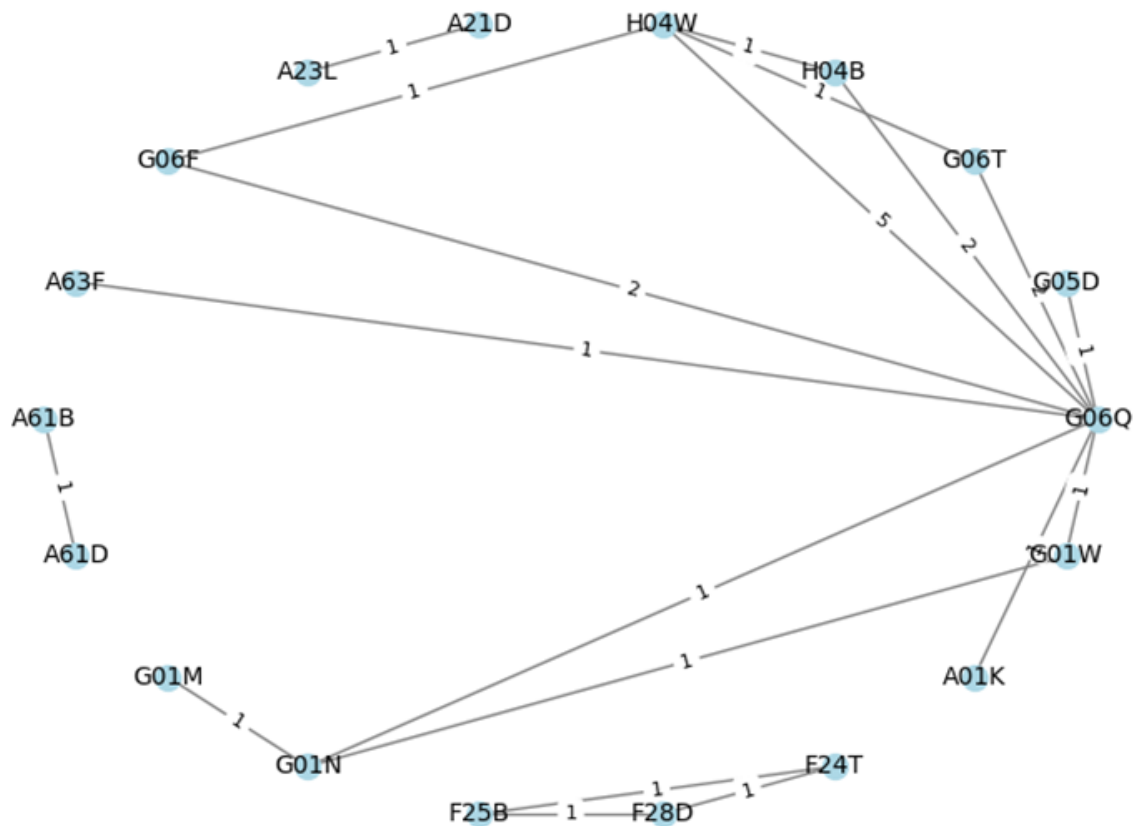 A21D
H04W
1
1
A23L
H04B
1
1
G06F
G06T
5
2
A63F
G05D
2
1
1
A61B
G06Q
1
1
A61D
G01W
1
1
G01M
A01K
1
G01N
F24T
1
1
F25B
1
F28D